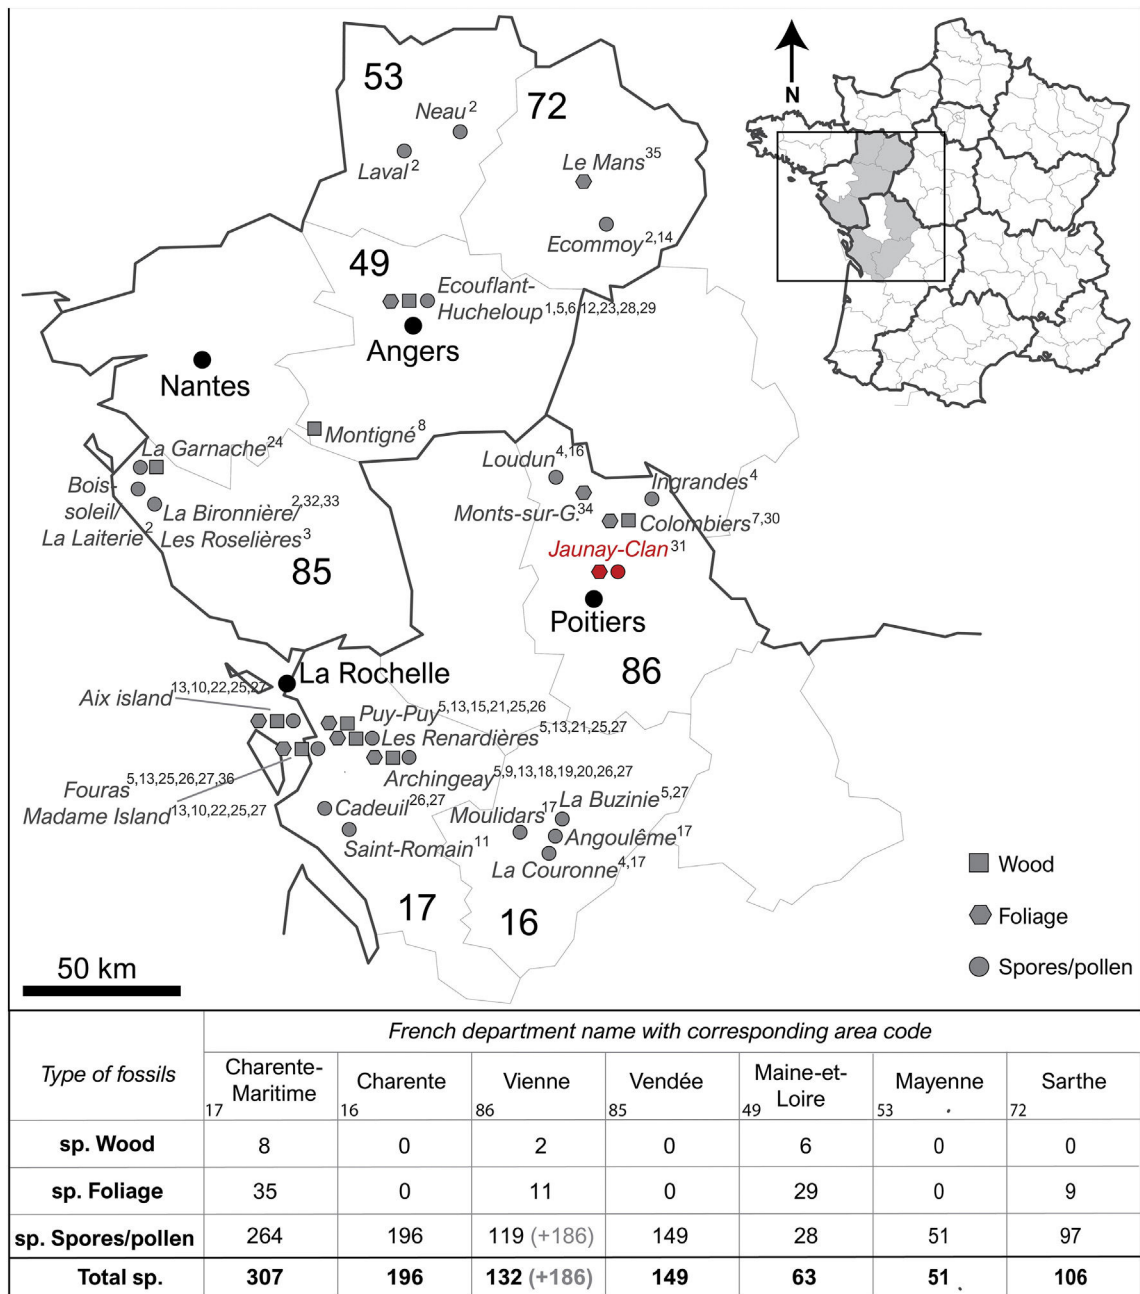 53
72
N
Neau2
Laval2
Le Mans35
Ecommoy2,14
49
Ecouflant-
Hucheloup1,5,6,12,23,28,29
Angers
Nantes
Montigné8
La Garnache24
Bois-
soleil/
La Laiterie2
La Bironnière/2,32,33
Les Roselières3
85
Loudun4,16
Ingrandes4
Monts-sur-G.34
Colombiers7,30
Jaunay-Clan31
Poitiers
86
La Rochelle
Aix island13,10,22,25,27
Puy-Puy5,13,15,21,25,26
Les Renardières5,13,21,25,27
Archingeay5,9,13,18,19,20,26,27
Fouras5,13,25,26,27,36
Madame Island13,10,22,25,27
Cadeuil26,27
Saint-Romain11
Moulidars17
La Buzinie5,27
Angoulême17
La Couronne4,17
17
16
Wood
Foliage
Spores/pollen
50 km
Type of fossils
French department name with corresponding area code
Charente-
Maritime
17
Charente
16
Vienne
86
Vendée
85
Maine-et-
Loire
49
Mayenne
53
Sarthe
72
sp. Wood 8 0 2 0 6 0 0
sp. Foliage 35 0 11 0 29 0 9
sp. Spores/pollen 264 196 119 (+186) 149 28 51 97
Total sp. 307 196 132 (+186) 149 63 51 106